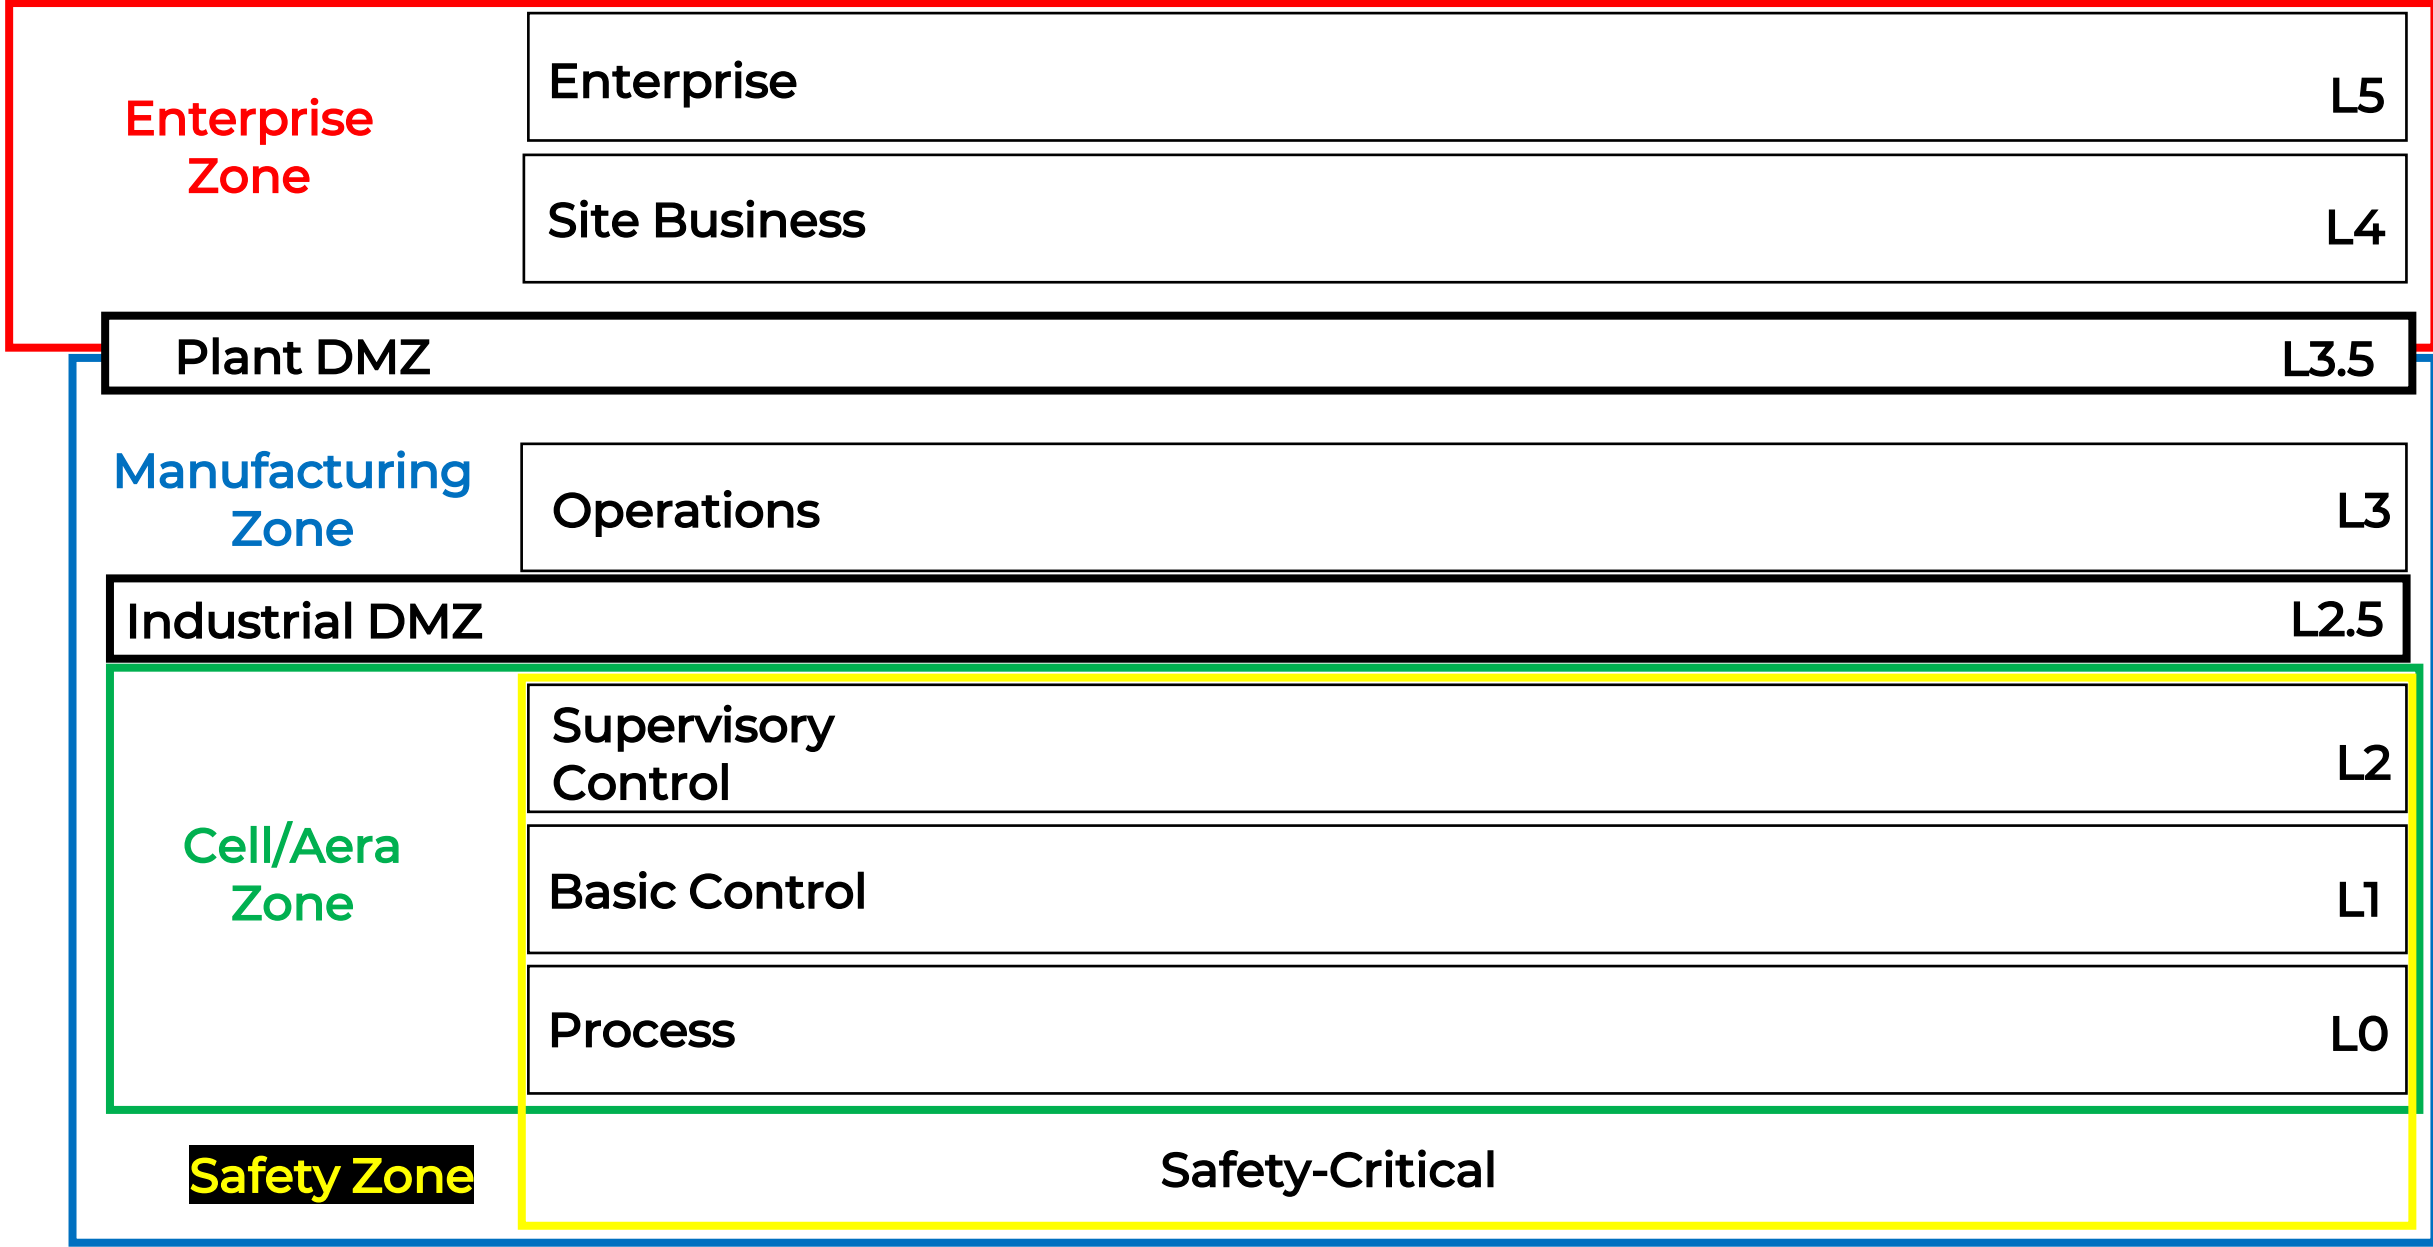 Enterprise
Zone
Enterprise
L5
Site Business
L4
Plant DMZ
L3.5
Manufacturing
Zone
Operations
L3
Industrial DMZ
L2.5
Cell/Aera
Zone
Supervisory
Control
L2
Basic Control
L1
Process
L0
Safety Zone
Safety-Critical